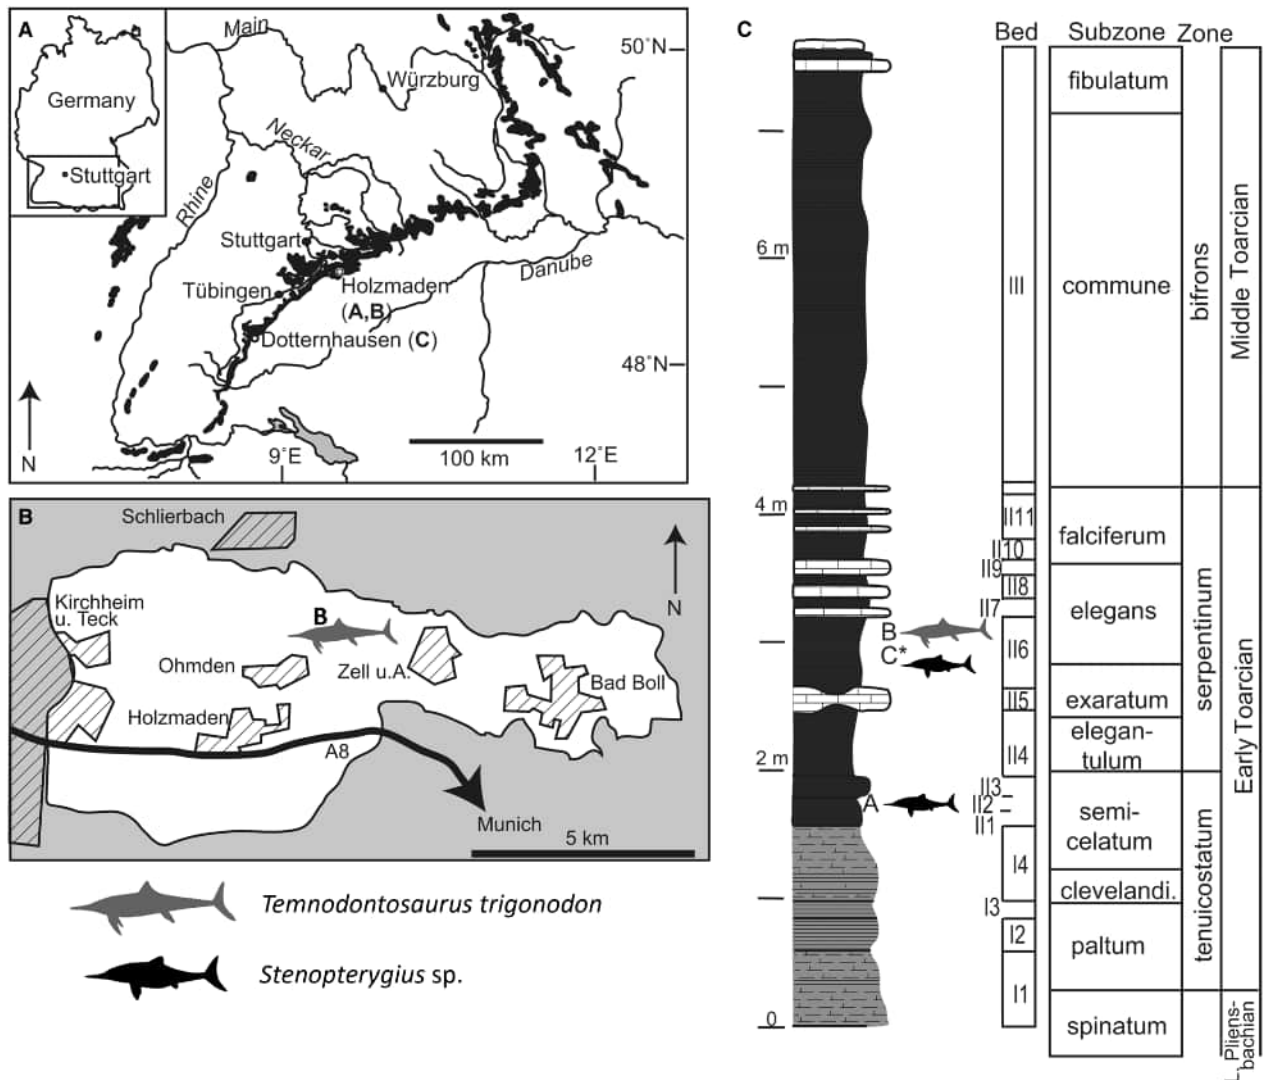 A
Germany
Stuttgart
Main
Würzburg
50°N
Neckar
Rhine
Stuttgart
Tübingen
Holzmaden
(A,B)
Danube
Dotternhausen (C)
48°N
N
9°E
100 km
12°E
B
Schlierbach
N
Kirchheim
u. Teck
B
Ohmden
Zell u.A.
Bad Boll
Holzmaden
A8
Munich
5 km
Temnodontosaurus trigonodon
Stenopterygius sp.
C
Bed
Subzone
Zone
6 m
4 m
2 m
0
B
C*
A
III
II11
II10
II9
II8
II7
II6
II5
II4
II3
II2
II1
I4
I3
I2
I1
fibulatum
commune
falciferum
elegans
exaratum
elegan-
tulum
semi-
celatum
clevelandi.
paltum
spinatum
bifrons
serpentinum
tenuicostatum
Middle Toarcian
Early Toarcian
L. Pliens-
bachian